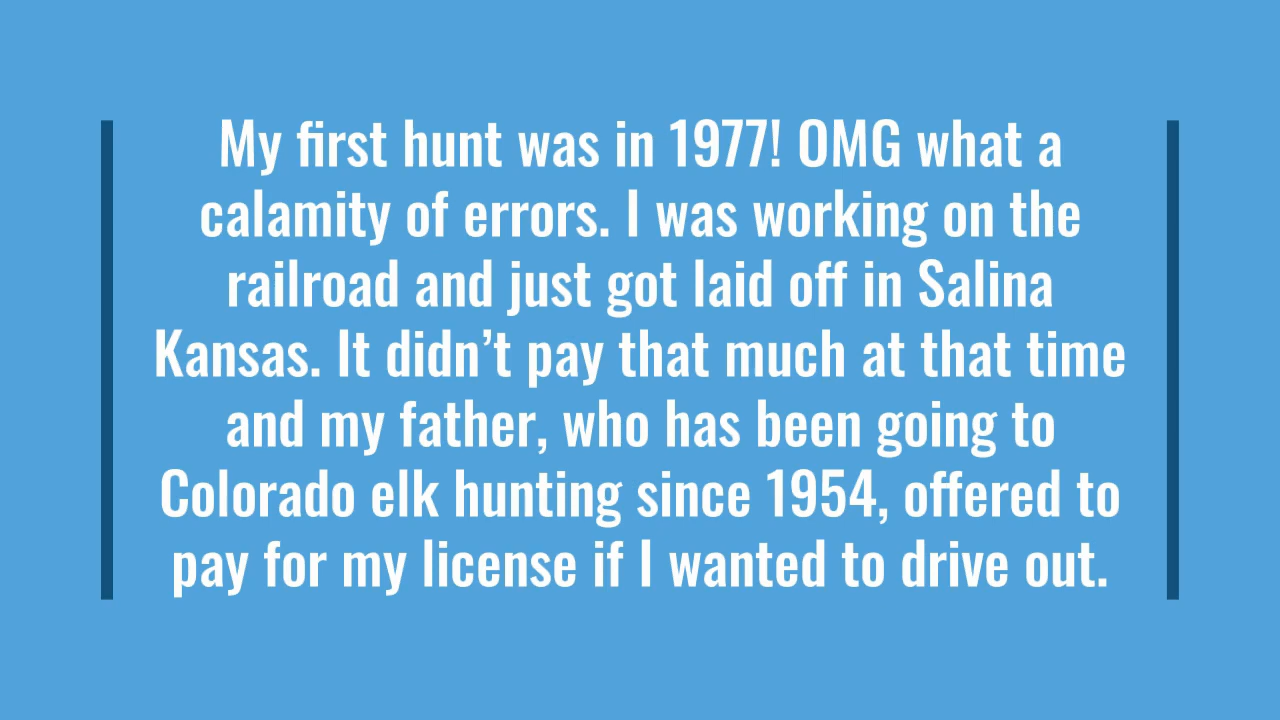 My first hunt was in 1977! OMG what a
calamity of errors. I was working on the
railroad and just got laid off in Salina
Kansas. It didn’t pay that much at that time
and my father, who has been going to
Colorado elk hunting since 1954, offered to
pay for my license if I wanted to drive out.